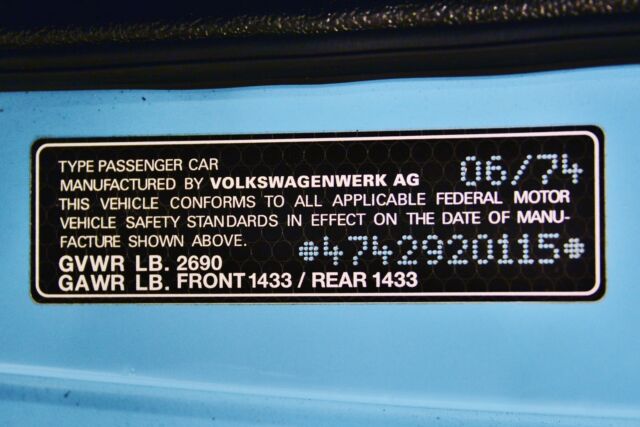 TYPE PASSENGER CAR 06/74
MANUFACTURED BY VOLKSWAGENWERK AG
THIS VEHICLE CONFORMS TO ALL APPLICABLE FEDERAL MOTOR
VEHICLE SAFETY STANDARDS IN EFFECT ON THE DATE OF MANU-
FACTURE SHOWN ABOVE. *4742920115*
GVWR LB. 2690
GAWR LB. FRONT 1433 / REAR 1433